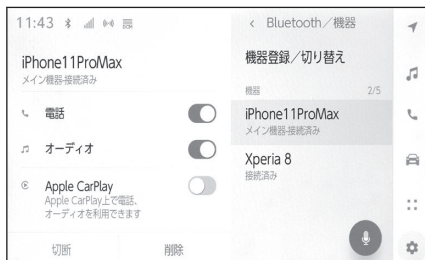 11:43
iPhone11ProMax
メイン機器-接続済み
電話
オーディオ
Apple CarPlay
Apple CarPlay上で電話、
オーディオを利用できます
切断
削除
< Bluetooth／機器
機器登録／切り替え
機器 2/5
iPhone11ProMax
メイン機器-接続済み
Xperia 8
接続済み